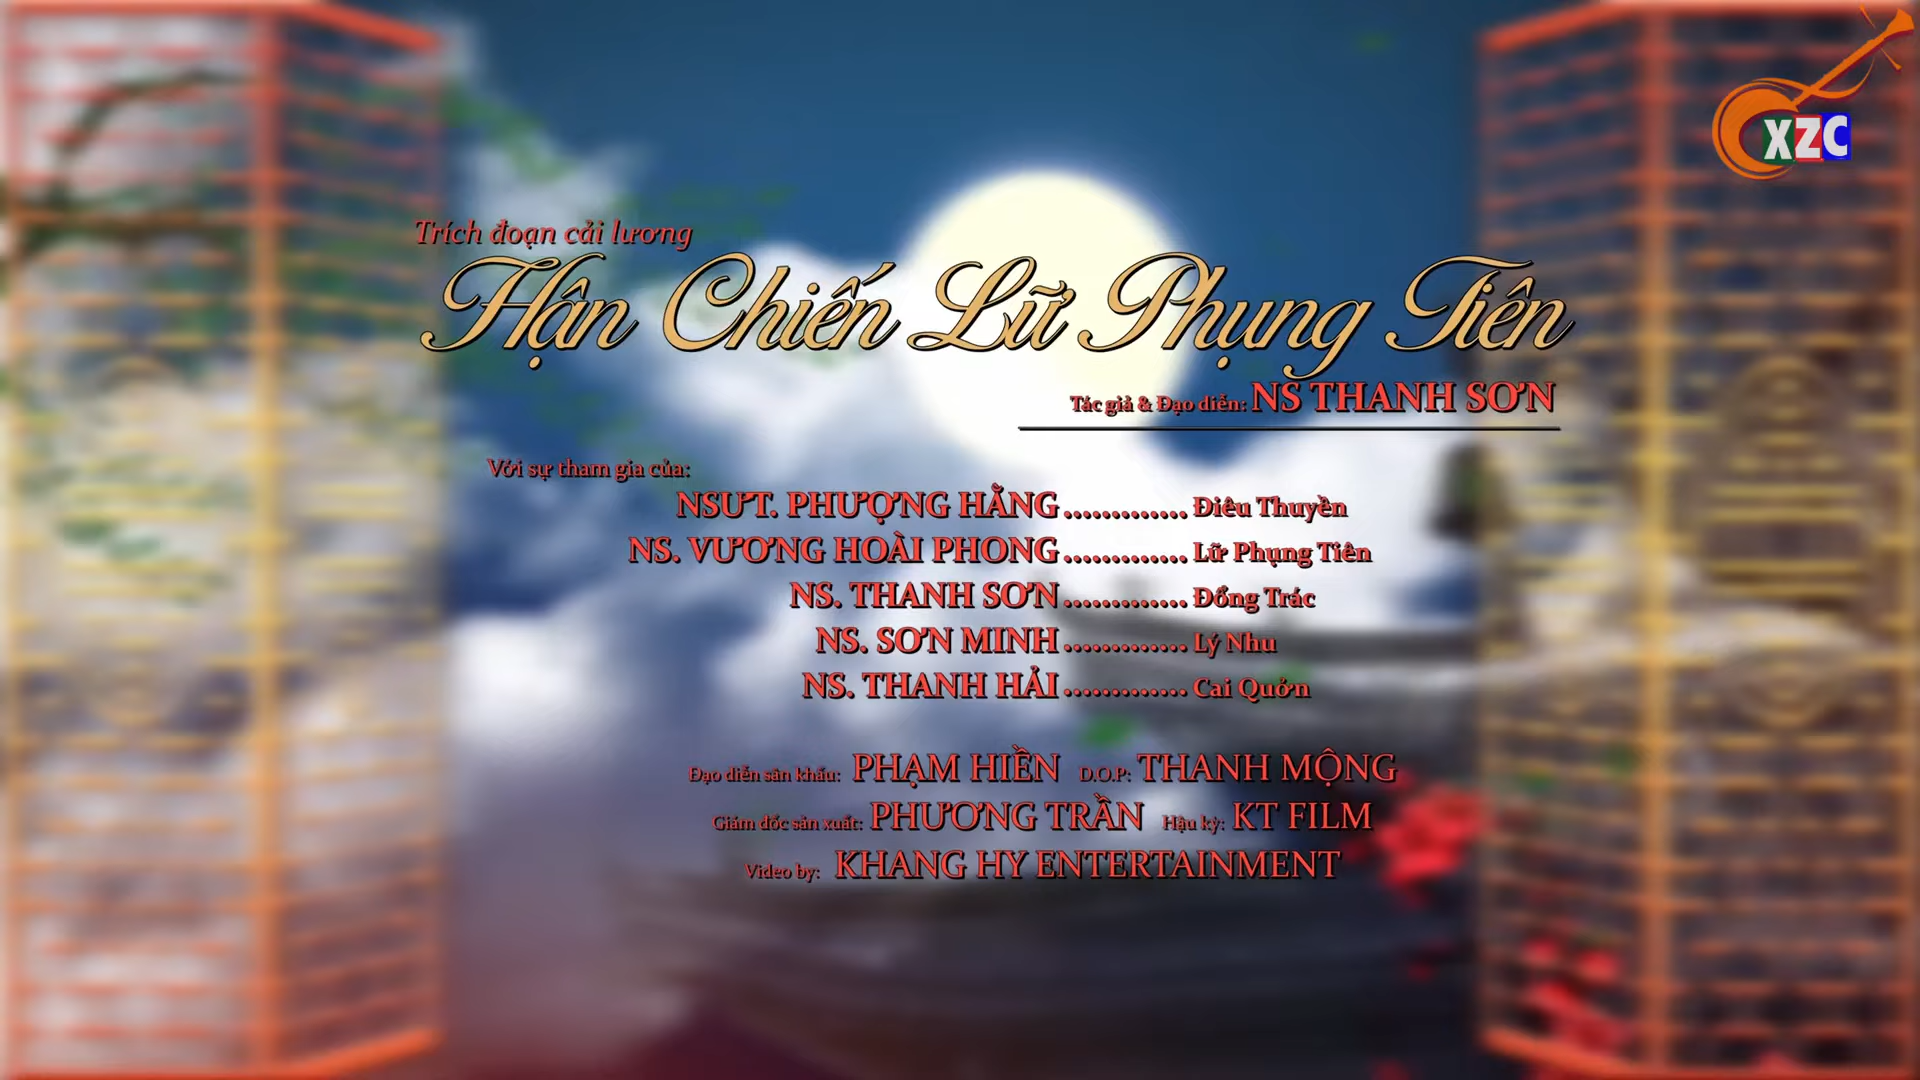 XZC
Trích đoạn cải lương
Hận Chiến Lữ Phụng Tiên
Tác giả & Đạo diễn: NS THANH SƠN
Với sự tham gia của:
NSƯT. PHƯỢNG HẰNG............. Điêu Thuyền
NS. VƯƠNG HOÀI PHONG............. Lữ Phụng Tiên
NS. THANH SƠN............. Đổng Trác
NS. SƠN MINH............. Lý Nhu
NS. THANH HẢI............. Cai Quởn
Đạo diễn sân khấu: PHẠM HIỀN D.O.P: THANH MỘNG
Giám đốc sản xuất: PHƯƠNG TRẦN Hậu kỳ: KT FILM
Video by: KHANG HY ENTERTAINMENT